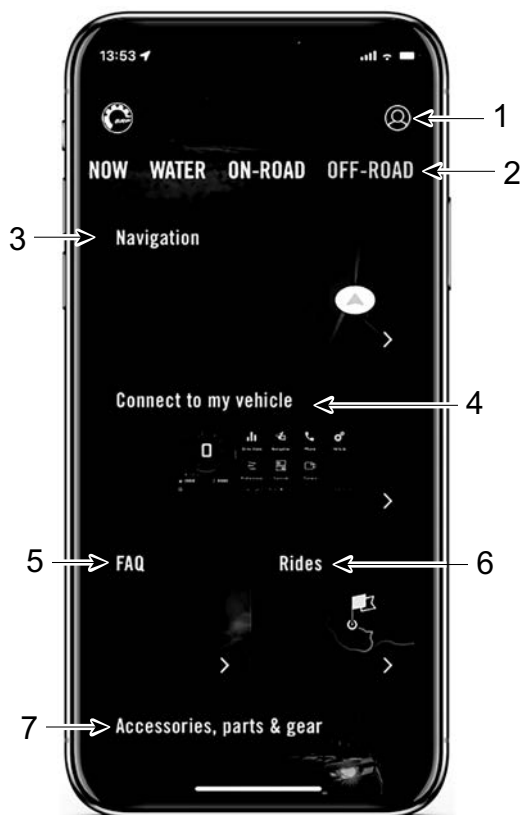 13:53
1
NOW WATER ON-ROAD OFF-ROAD
2
3
Navigation
Connect to my vehicle
4
0
5
FAQ
Rides
6
7
Accessories, parts & gear